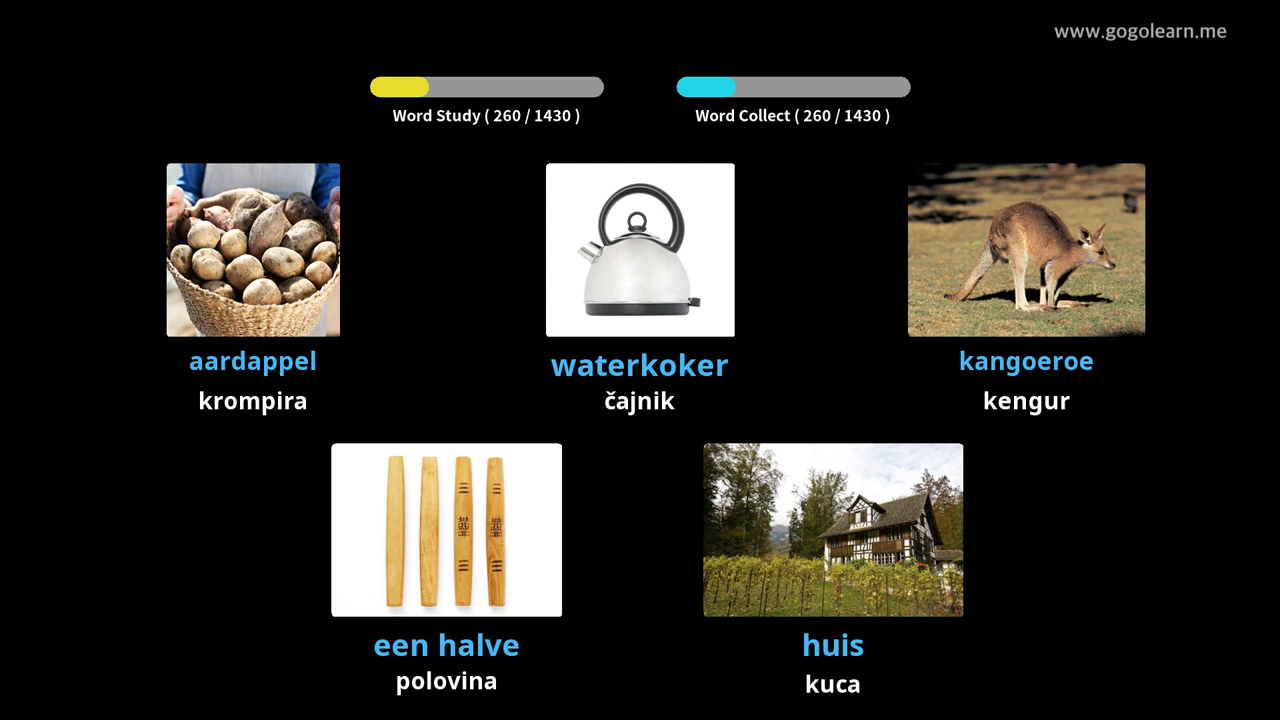 www.gogolearn.me
Word Study ( 260 / 1430 )
Word Collect ( 260 / 1430 )
aardappel
krompira
waterkoker
čajnik
kangoeroe
kengur
een halve
polovina
huis
kuca